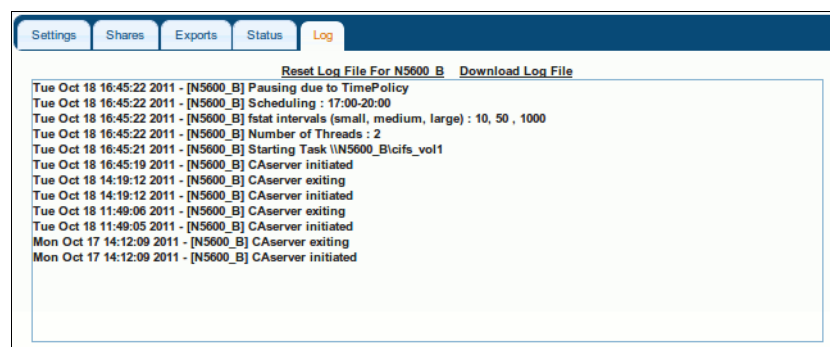 Settings Shares Exports Status Log
Reset Log File For N5600_B Download Log File
Tue Oct 18 16:45:22 2011 - [N5600_B] Pausing due to TimePolicy
Tue Oct 18 16:45:22 2011 - [N5600_B] Scheduling : 17:00-20:00
Tue Oct 18 16:45:22 2011 - [N5600_B] fstat intervals (small, medium, large) : 10, 50 , 1000
Tue Oct 18 16:45:22 2011 - [N5600_B] Number of Threads : 2
Tue Oct 18 16:45:21 2011 - [N5600_B] Starting Task \\N5600_B\cifs_vol1
Tue Oct 18 16:45:19 2011 - [N5600_B] CAserver initiated
Tue Oct 18 14:19:12 2011 - [N5600_B] CAserver exiting
Tue Oct 18 14:19:12 2011 - [N5600_B] CAserver initiated
Tue Oct 18 11:49:06 2011 - [N5600_B] CAserver exiting
Tue Oct 18 11:49:05 2011 - [N5600_B] CAserver initiated
Mon Oct 17 14:12:09 2011 - [N5600_B] CAserver exiting
Mon Oct 17 14:12:09 2011 - [N5600_B] CAserver initiated